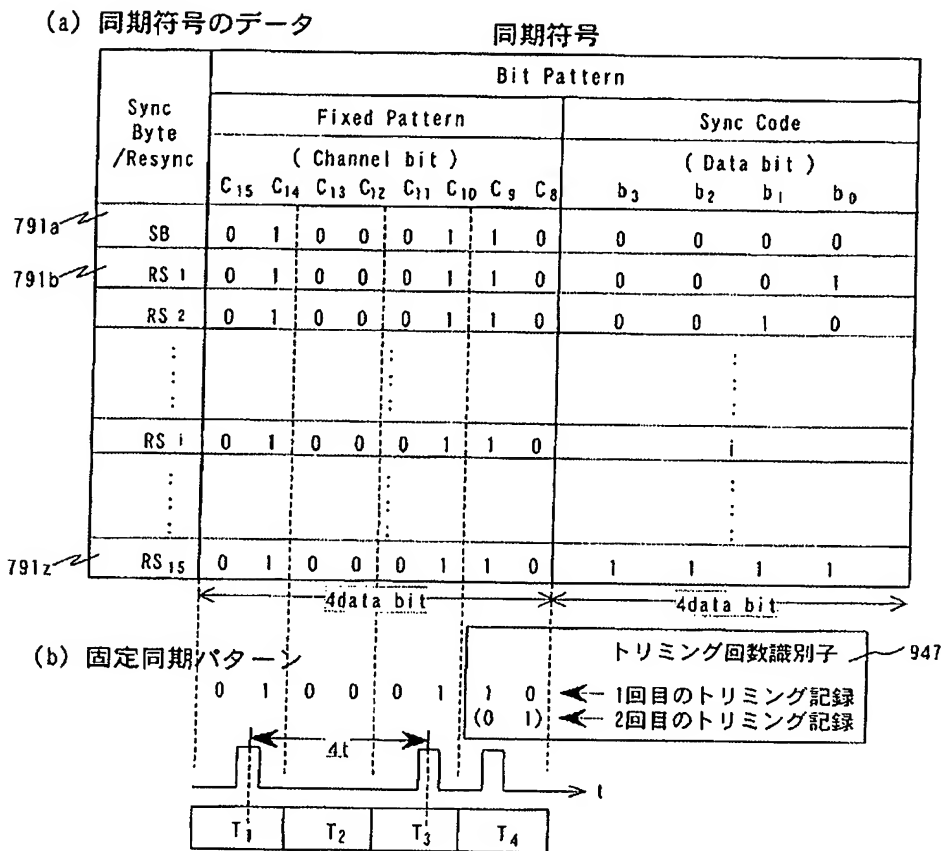 (a) 同期符号のデータ
同期符号
Bit Pattern
Sync Byte /Resync
Fixed Pattern
Sync Code
( Channel bit )
( Data bit )
C15 C14 C13 C12 C11 C10 C9 C8 b3 b2 b1 b0
791a SB 0 1 0 0 0 1 1 0 0 0 0 0
791b RS 1 0 1 0 0 0 1 1 0 0 0 0 1
RS 2 0 1 0 0 0 1 1 0 0 0 1 0
RS i 0 1 0 0 0 1 1 0 i
791z RS15 0 1 0 0 0 1 1 0 1 1 1 1
4data bit 4data bit
(b) 固定同期パターン
トリミング回数識別子 947
0 1 0 0 0 1 1 0 1回目のトリミング記録
(0 1) 2回目のトリミング記録
4t
t
T1 T2 T3 T4